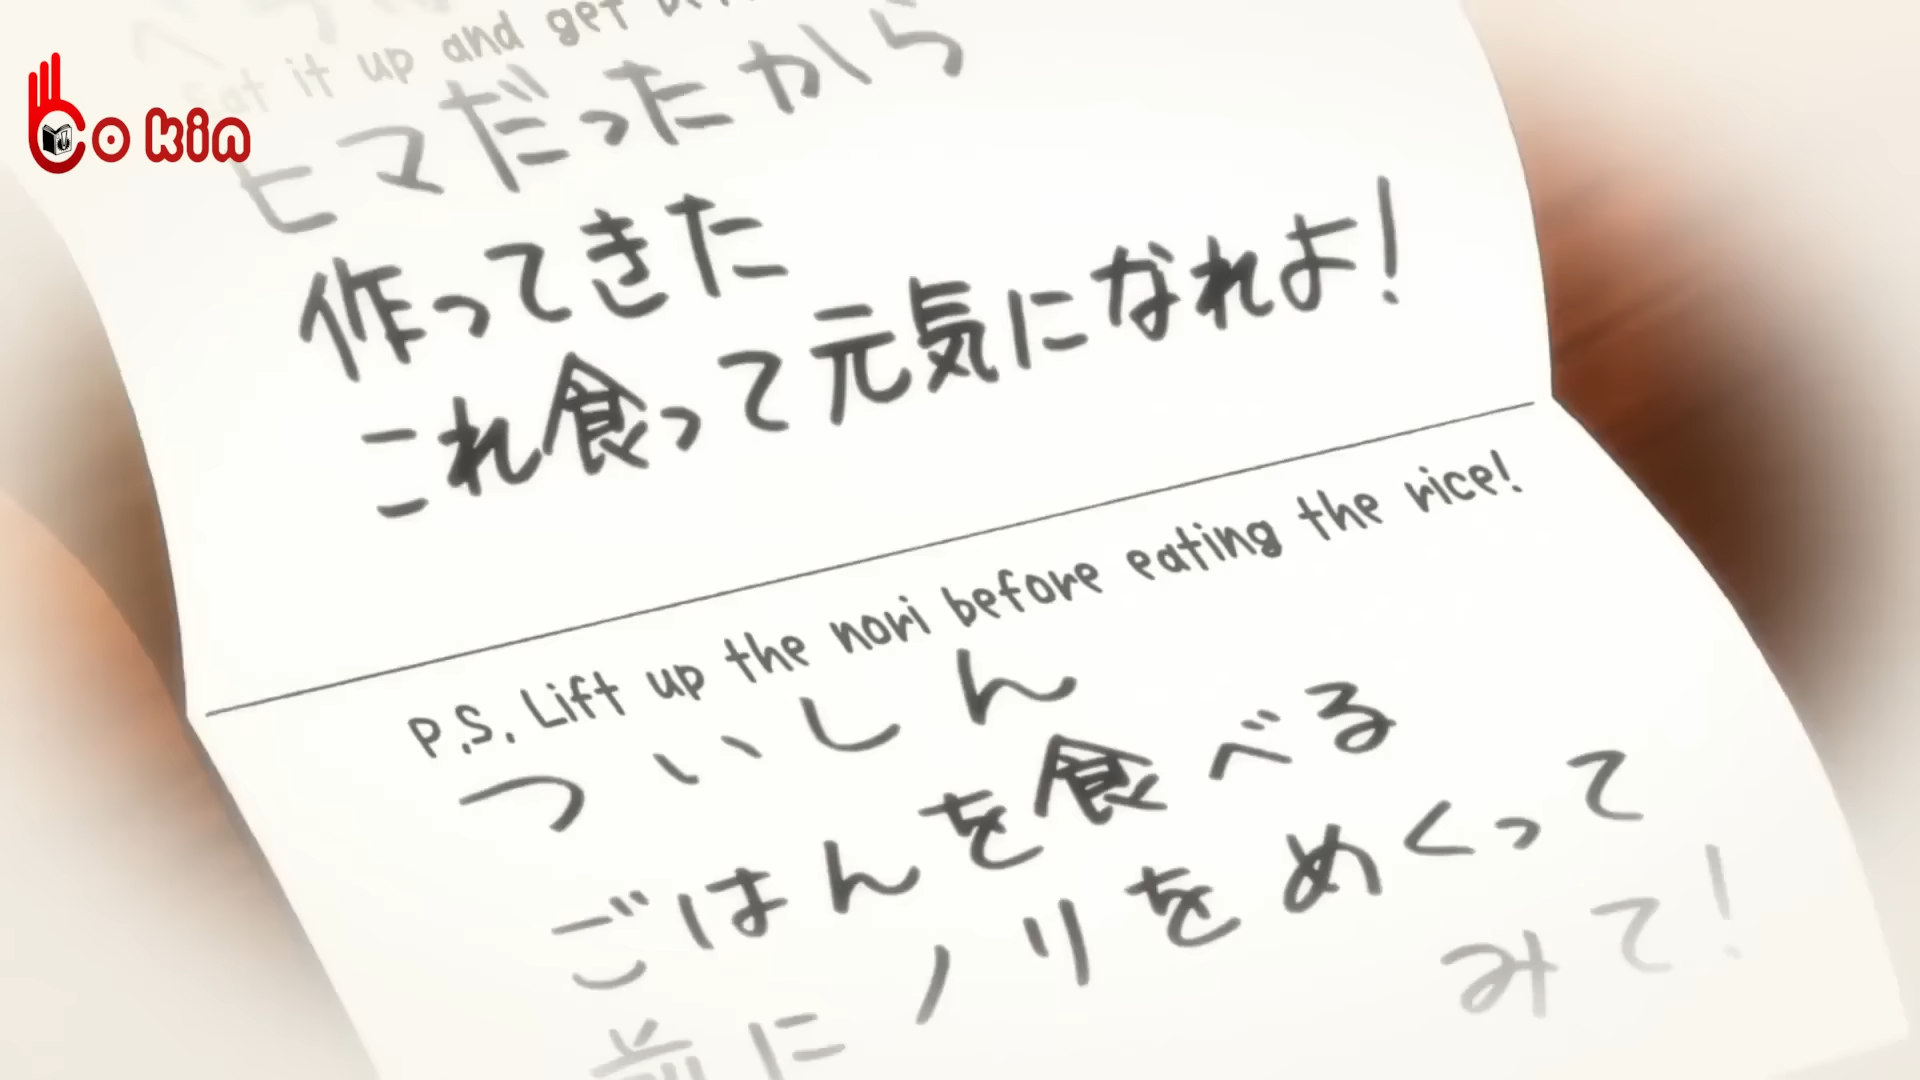 Eat it up and get
o kin
ヒマだったから
作ってきた
これ食って元気になれよ!
P.S. Lift up the nori before eating the rice!
ついしん
ごはんを食べる
前にノリをめくって
みて!